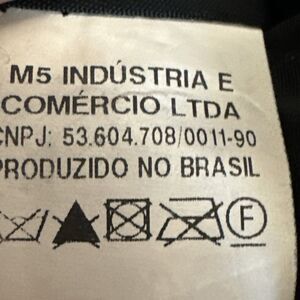 M5 INDÚSTRIA E
COMÉRCIO LTDA
CNPJ: 53.604.708/0011-90
PRODUZIDO NO BRASIL
F